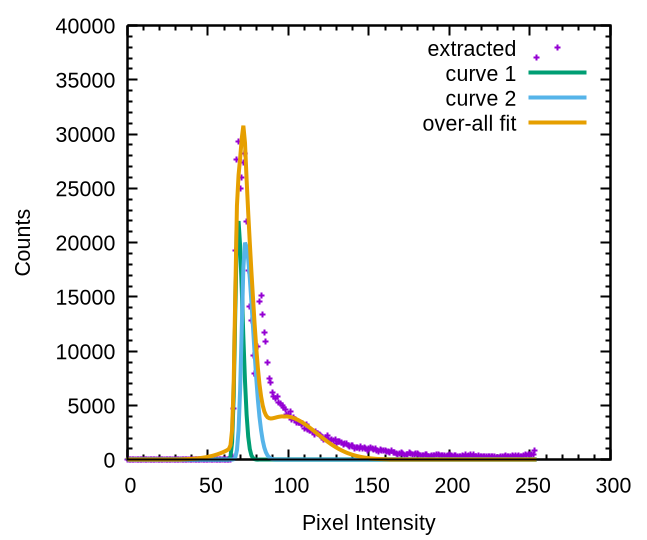 40000
35000
30000
25000
20000
15000
10000
5000
0
Counts
extracted
curve 1
curve 2
over-all fit
0 50 100 150 200 250 300
Pixel Intensity